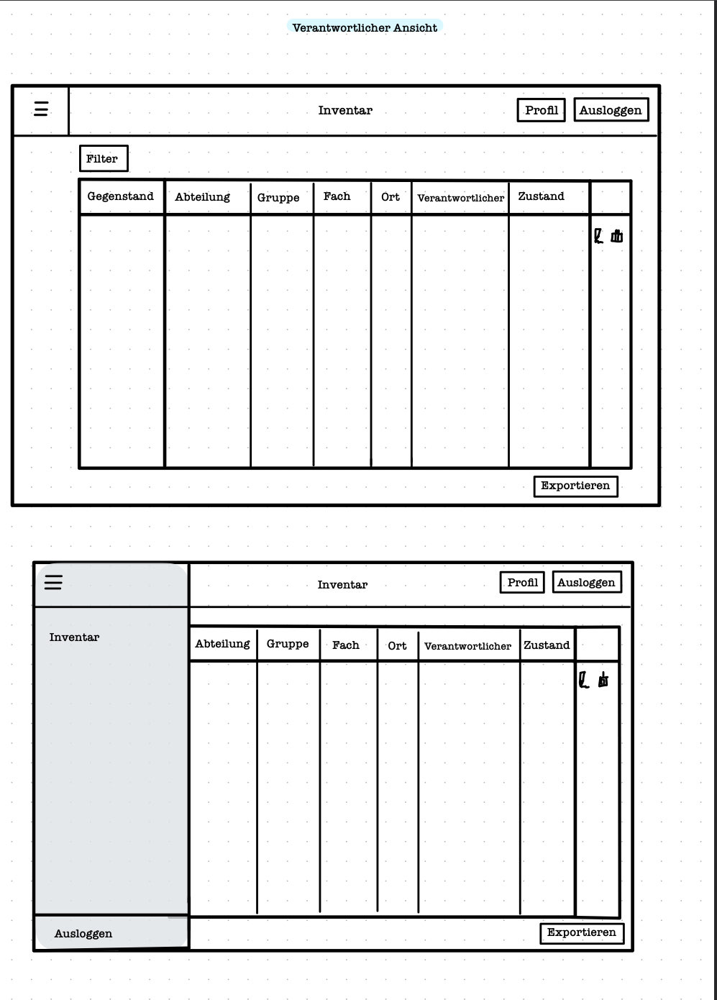 Verantwortlicher Ansicht
Inventar
Profil
Ausloggen
Filter
Gegenstand
Abteilung
Gruppe
Fach
Ort
Verantwortlicher
Zustand
Exportieren
Inventar
Profil
Ausloggen
Inventar
Abteilung
Gruppe
Fach
Ort
Verantwortlicher
Zustand
Ausloggen
Exportieren